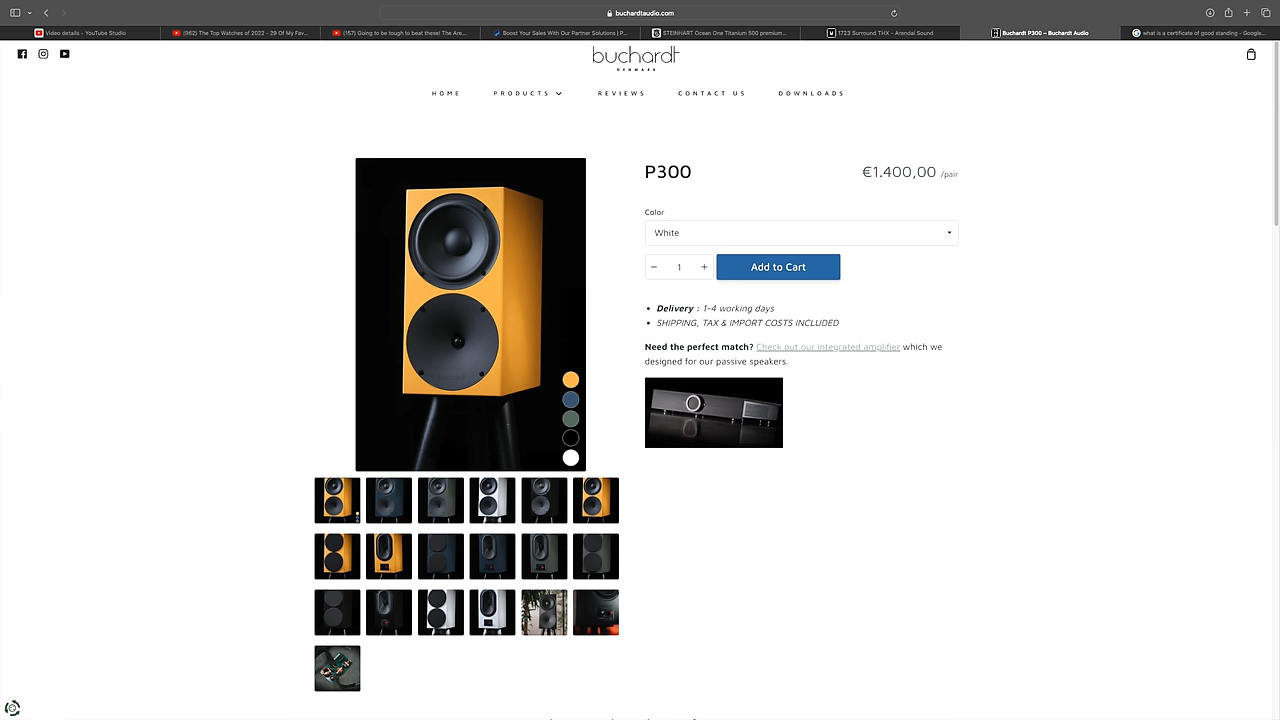 buchardtaudio.com
Video details - YouTube Studio
(962) The Top Watches of 2022 - 29 Of My Fav...
(157) Going to be tough to beat these! The Are...
Boost Your Sales With Our Partner Solutions | P...
STEINHART Ocean One Titanium 500 premium...
1723 Surround THX - Arendal Sound
Buchardt P300 – Buchardt Audio
what is a certificate of good standing - Google...
buchardt
DENMARK
HOME
PRODUCTS
REVIEWS
CONTACT US
DOWNLOADS
P300
€1.400,00 /pair
Color
White
− 1 +
Add to Cart
Delivery : 1-4 working days
SHIPPING, TAX & IMPORT COSTS INCLUDED
Need the perfect match? Check out our integrated amplifier which we
designed for our passive speakers.